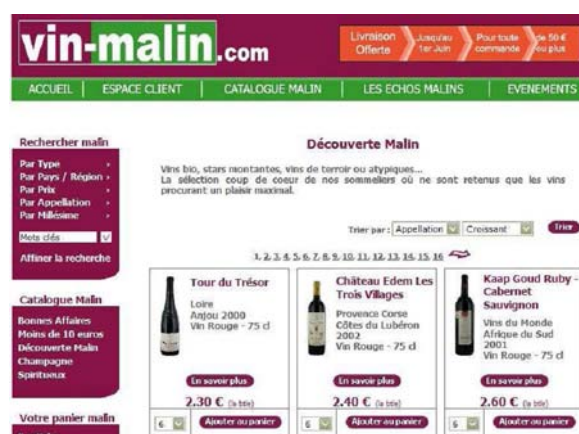 vin-malin.com
Livraison Offerte
Jusqu'au 1er Juin
Pour toute commande
de 50 € ou plus
ACCUEIL
ESPACE CLIENT
CATALOGUE MALIN
LES ECHOS MALINS
EVENEMENTS
Rechercher malin
Par Type
Par Pays / Région
Par Prix
Par Appellation
Par Millésime
Mots clés
Affiner la recherche
Catalogue Malin
Bonnes Affaires
Moins de 10 euros
Découverte Malin
Champagne
Spiritueux
Votre panier malin
Découverte Malin
Vins bio, stars montantes, vins de terroir ou atypiques...
La sélection coup de coeur de nos sommeliers où ne sont retenus que les vins
procurant un plaisir maximal.
Trier par : Appellation Croissant Trier
1, 2, 3, 4, 5, 6, 7, 8, 9, 10, 11, 12, 13, 14, 15, 16
Tour du Trésor
Loire
Anjou 2000
Vin Rouge - 75 cl
En savoir plus
2.30 € (la btle)
6 Ajouter au panier
Château Edem Les
Trois Villages
Provence Corse
Côtes du Lubéron
2002
Vin Rouge - 75 cl
En savoir plus
2.40 € (la btle)
6 Ajouter au panier
Kaap Goud Ruby -
Cabernet
Sauvignon
Vins du Monde
Afrique du Sud
2001
Vin Rouge - 75 cl
En savoir plus
2.60 € (la btle)
6 Ajouter au panier